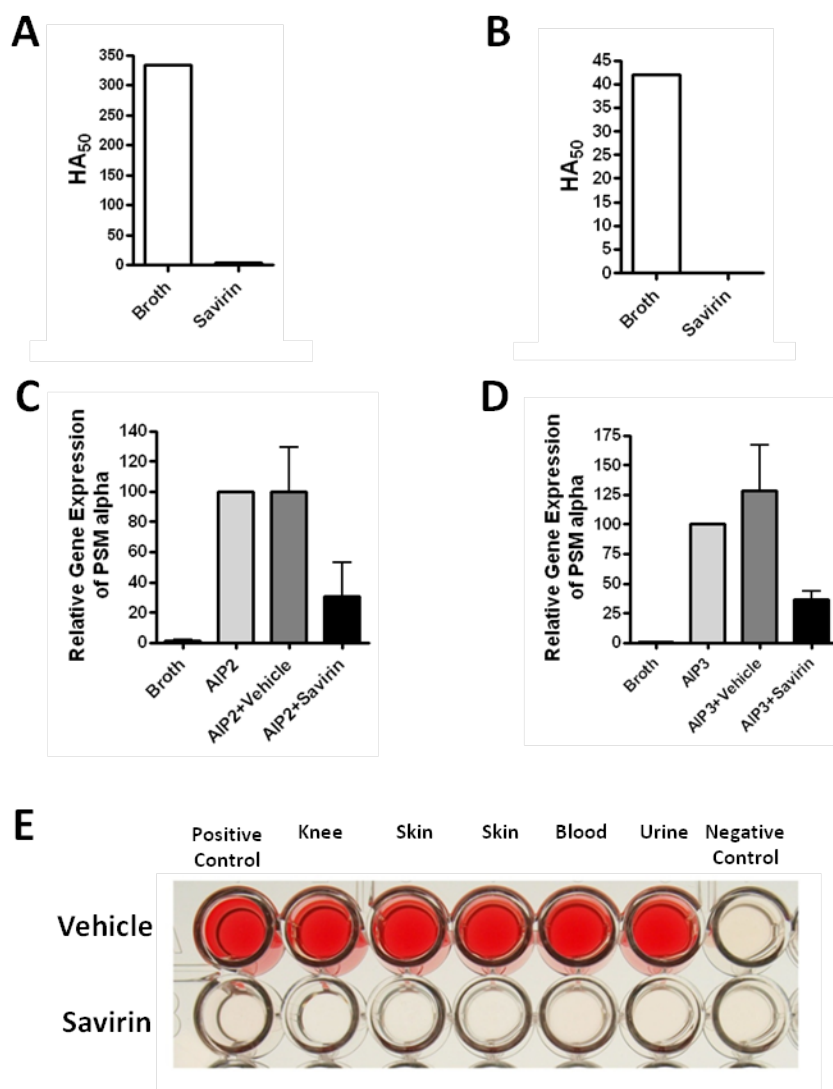 A
HA50
350
300
250
200
150
100
50
0
Broth
Savirin
B
HA50
45
40
35
30
25
20
15
10
5
0
Broth
Savirin
C
Relative Gene Expression
of PSM alpha
140
120
100
80
60
40
20
0
Broth
AIP2
AIP2+Vehicle
AIP2+Savirin
D
Relative Gene Expression
of PSM alpha
175
150
125
100
75
50
25
0
Broth
AIP3
AIP3+Vehicle
AIP3+Savirin
E
Positive
Control
Knee
Skin
Skin
Blood
Urine
Negative
Control
Vehicle
Savirin